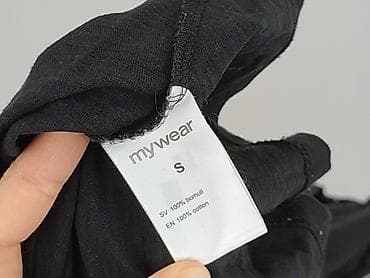 mywear
S
SV 100% bomull
EN 100% cotton